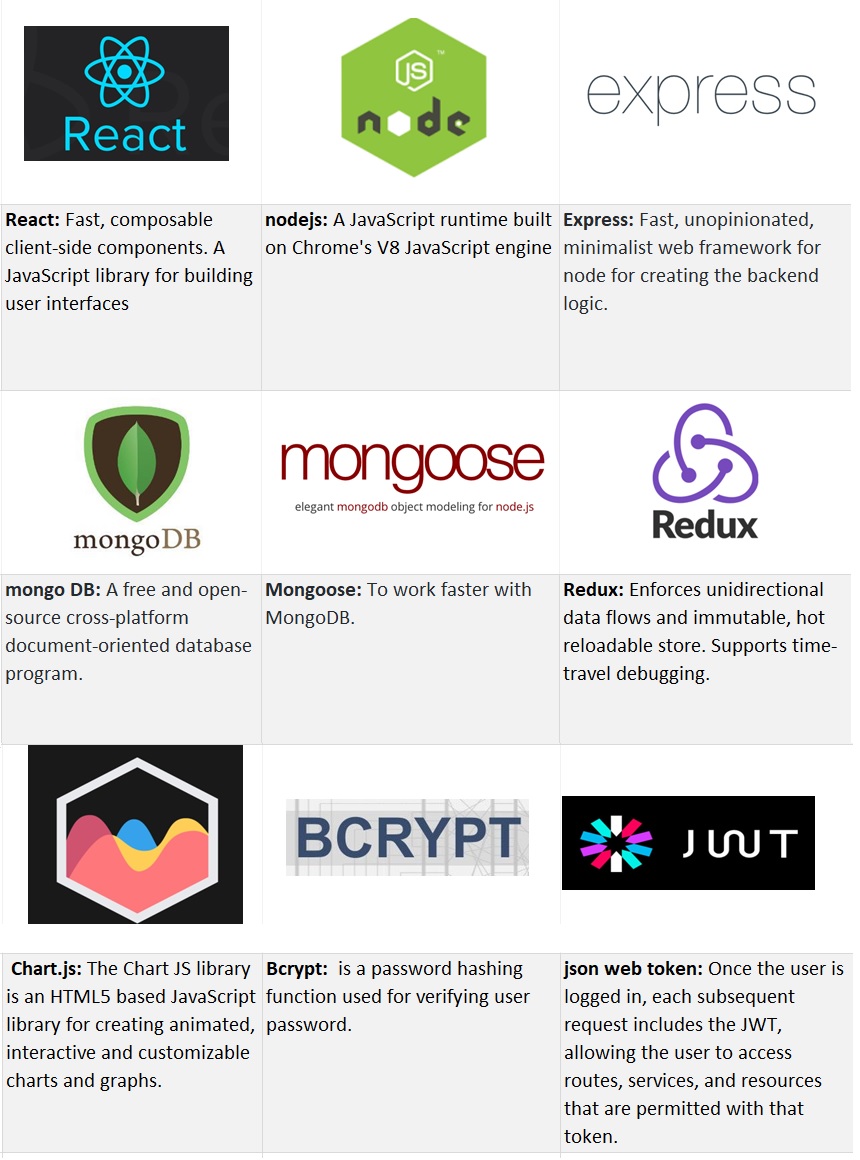 React
JS
™
node
express
React: Fast, composable
client-side components. A
JavaScript library for building
user interfaces
nodejs: A JavaScript runtime built
on Chrome's V8 JavaScript engine
Express: Fast, unopinionated,
minimalist web framework for
node for creating the backend
logic.
mongoDB
mongoose
elegant mongodb object modeling for node.js
Redux
mongo DB: A free and open-
source cross-platform
document-oriented database
program.
Mongoose: To work faster with
MongoDB.
Redux: Enforces unidirectional
data flows and immutable, hot
reloadable store. Supports time-
travel debugging.
BCRYPT
JWT
Chart.js: The Chart JS library
is an HTML5 based JavaScript
library for creating animated,
interactive and customizable
charts and graphs.
Bcrypt:  is a password hashing
function used for verifying user
password.
json web token: Once the user is
logged in, each subsequent
request includes the JWT,
allowing the user to access
routes, services, and resources
that are permitted with that
token.